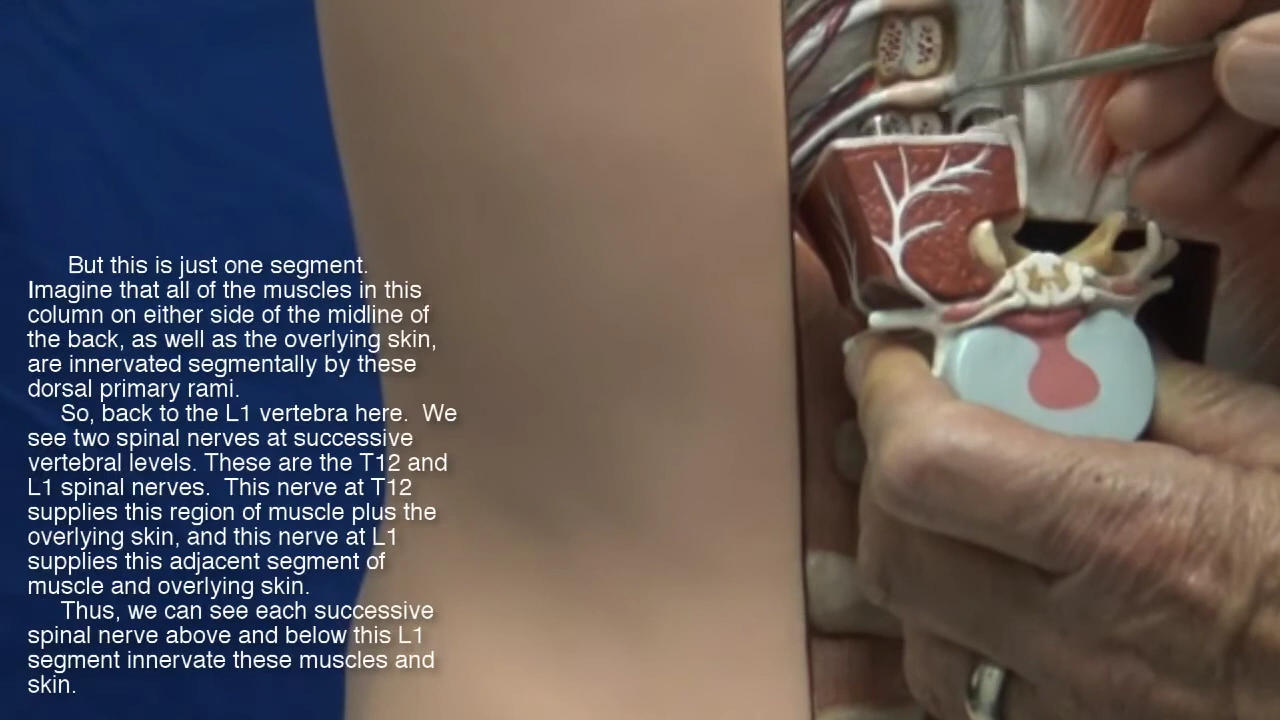 But this is just one segment.
Imagine that all of the muscles in this
column on either side of the midline of
the back, as well as the overlying skin,
are innervated segmentally by these
dorsal primary rami.
So, back to the L1 vertebra here.  We
see two spinal nerves at successive
vertebral levels. These are the T12 and
L1 spinal nerves.  This nerve at T12
supplies this region of muscle plus the
overlying skin, and this nerve at L1
supplies this adjacent segment of
muscle and overlying skin.
Thus, we can see each successive
spinal nerve above and below this L1
segment innervate these muscles and
skin.